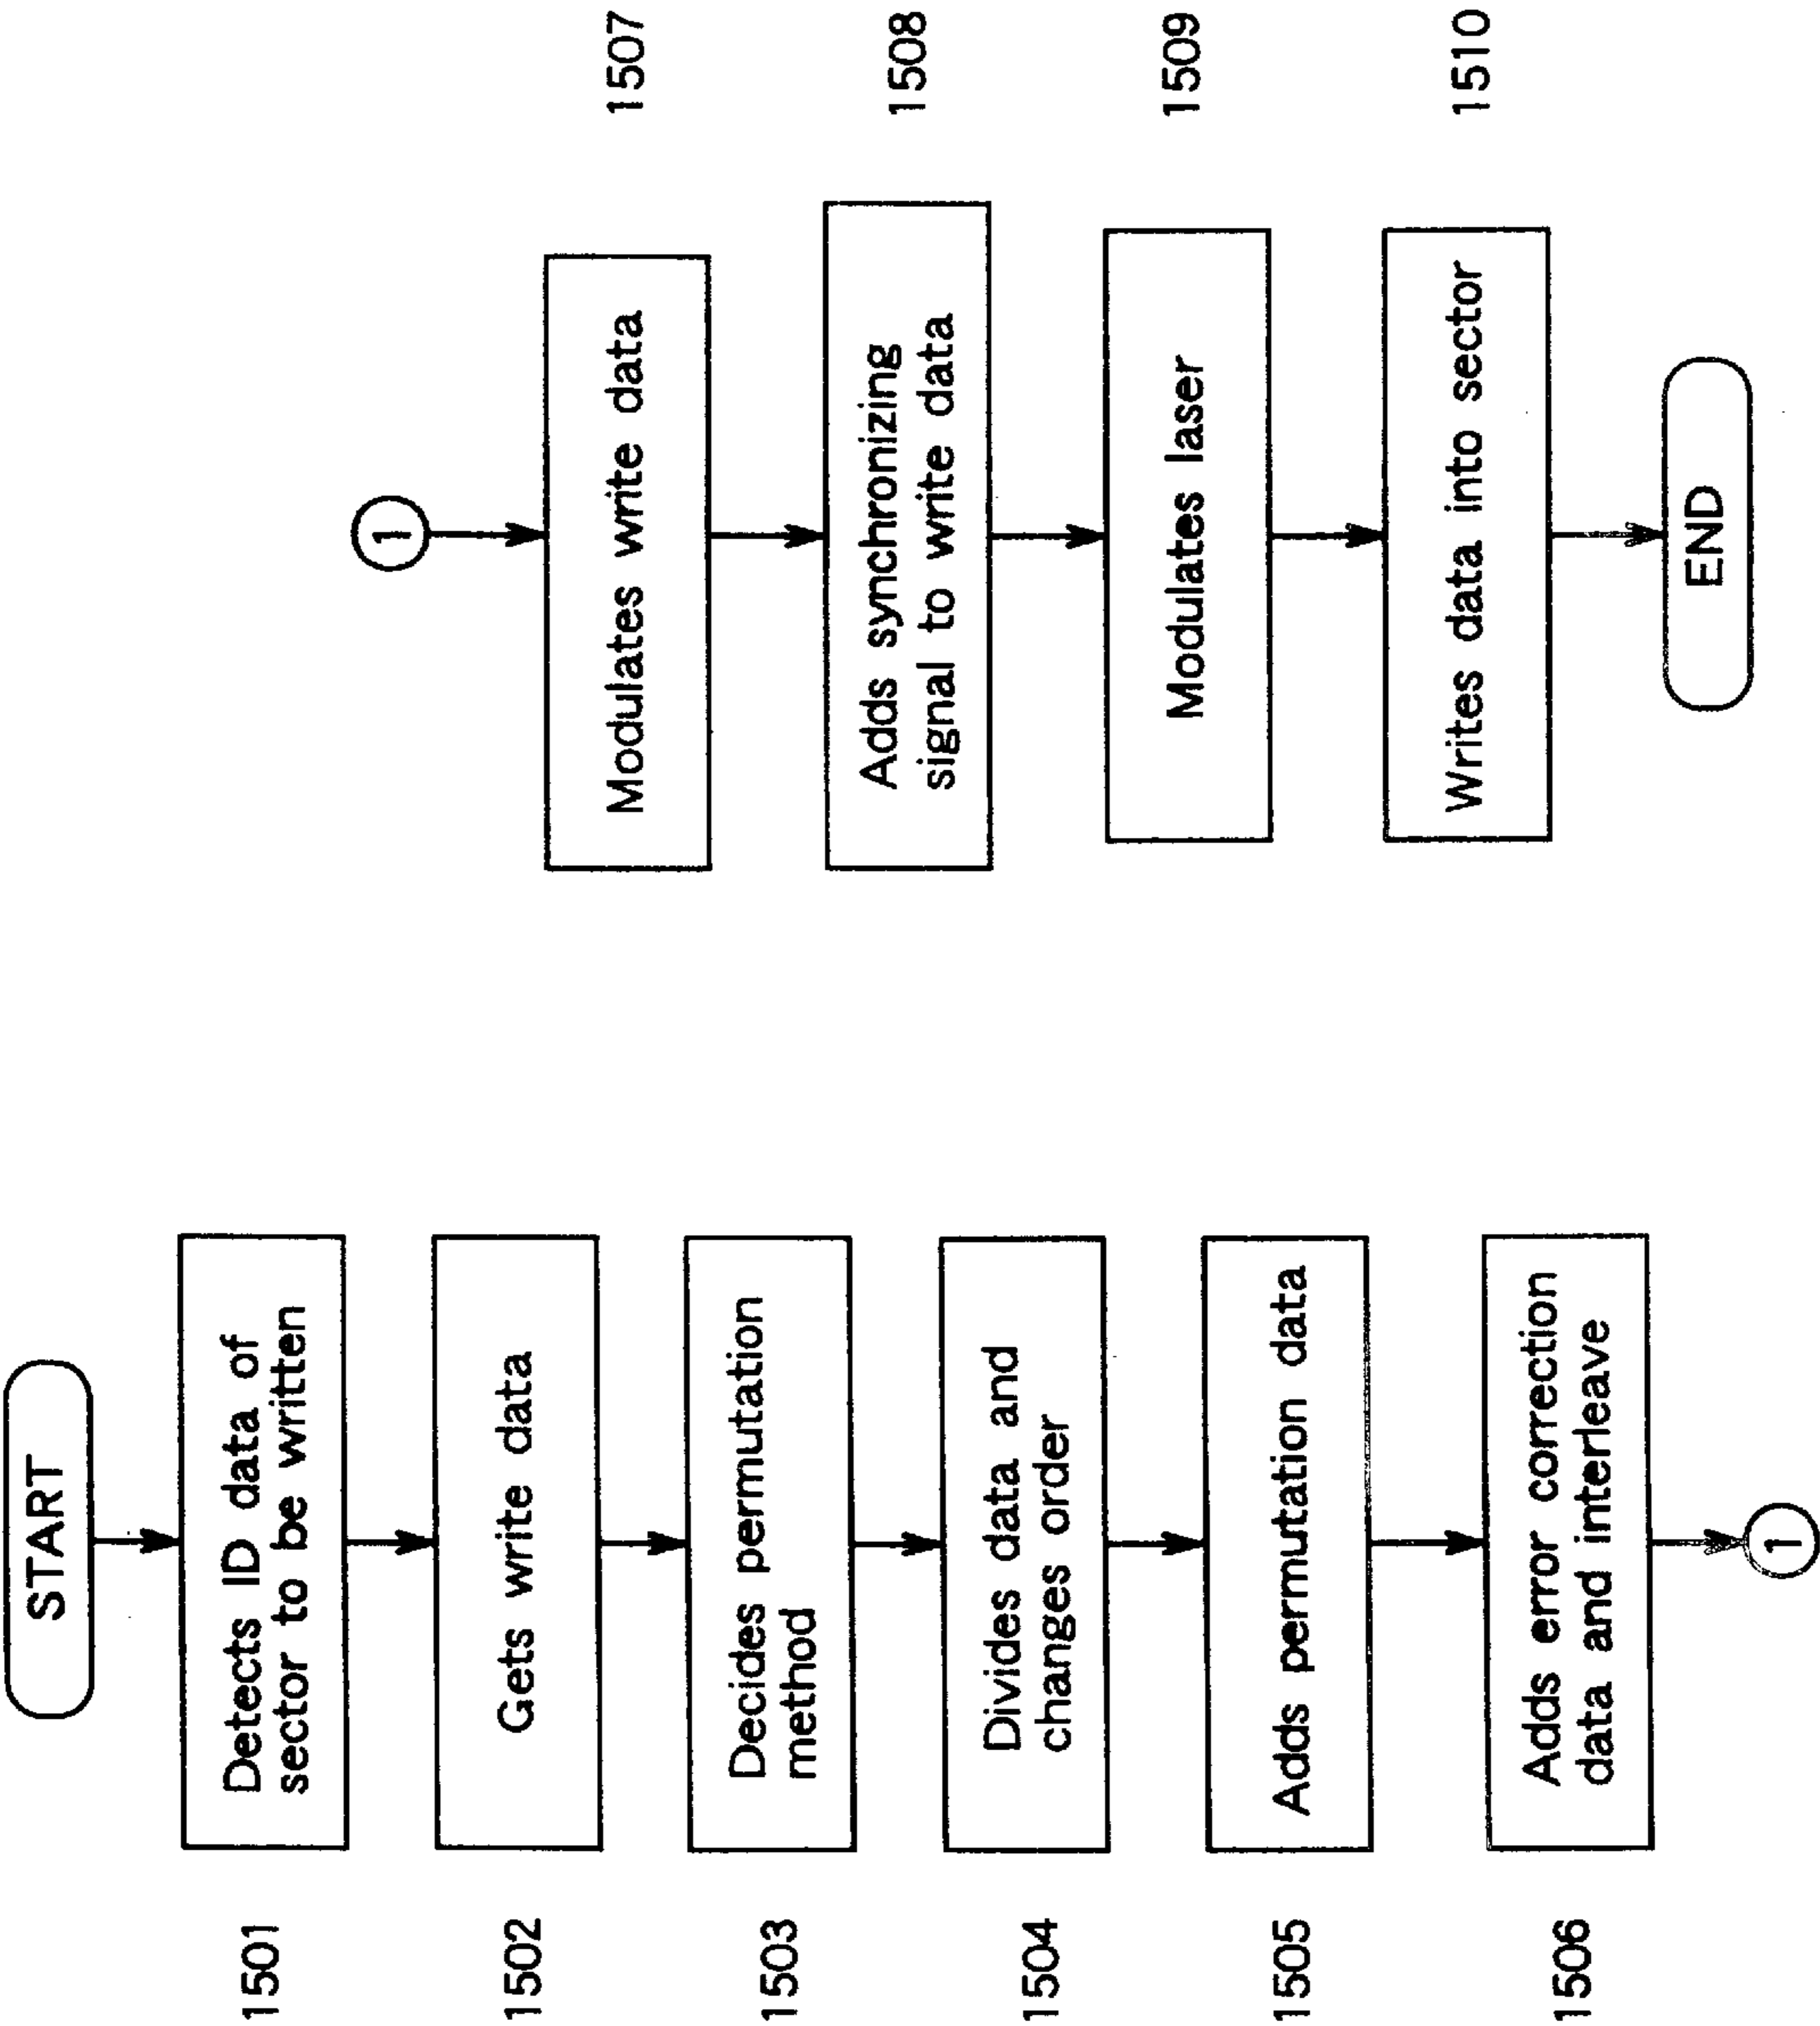 START
1501
Detects ID data of
sector to be written
1502
Gets write data
1503
Decides permutation
method
1504
Divides data and
changes order
1505
Adds permutation data
1506
Adds error correction
data and interleave
1
1
Modulates write data
1507
Adds synchronizing
signal to write data
1508
Modulates laser
1509
Writes data into sector
1510
END